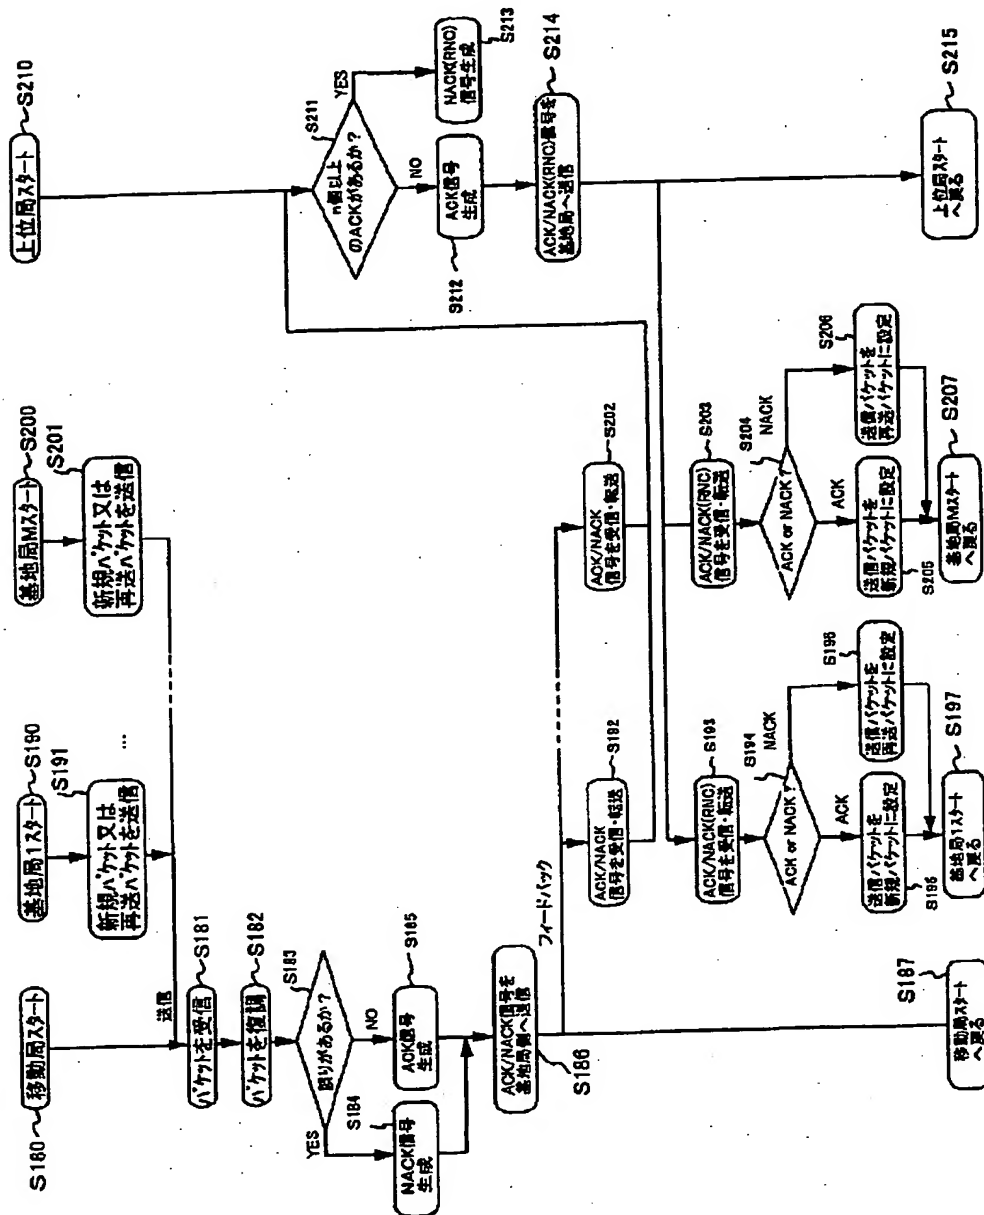 S180
移動局スタート
送信
パケットを受信
S181
パケットを復調
S182
誤りがあるか?
S183
YES
NO
S184
NACK信号
生成
ACK信号
生成
S185
ACK/NACK信号を
基地局側へ送信
S186
フィードバック
移動局スタート
へ戻る
S187
基地局1スタート
S190
S191
新規パケット又は
再送パケットを送信
...
ACK/NACK
信号を受信・転送
S192
ACK/NACK(RNC)
信号を受信・転送
S193
ACK or NACK?
S194
NACK
ACK
送信パケットを
新規パケットに設定
S195
送信パケットを
再送パケットに設定
S196
基地局1スタート
へ戻る
S197
基地局Mスタート
S200
S201
新規パケット又は
再送パケットを送信
ACK/NACK
信号を受信・転送
S202
ACK/NACK(RNC)
信号を受信・転送
S203
ACK or NACK?
S204
NACK
ACK
送信パケットを
新規パケットに設定
S205
送信パケットを
再送パケットに設定
S206
基地局Mスタート
へ戻る
S207
上位局スタート
S210
n個以上
のACKがあるか?
S211
YES
NO
ACK信号
生成
S212
NACK(RNC)
信号生成
S213
ACK/NACK(RNC)信号を
基地局へ送信
S214
上位局スタート
へ戻る
S215